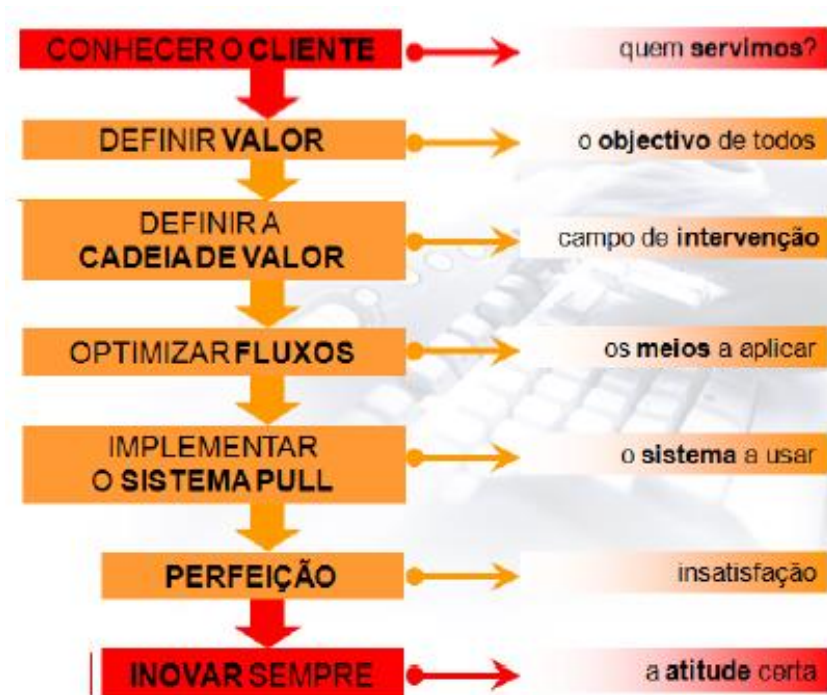 CONHECER O CLIENTE
quem servimos?
DEFINIR VALOR
o objectivo de todos
DEFINIR A
CADEIA DE VALOR
campo de intervenção
OPTIMIZAR FLUXOS
os meios a aplicar
IMPLEMENTAR
O SISTEMA PULL
o sistema a usar
PERFEIÇÃO
insatisfação
INOVAR SEMPRE
a atitude certa